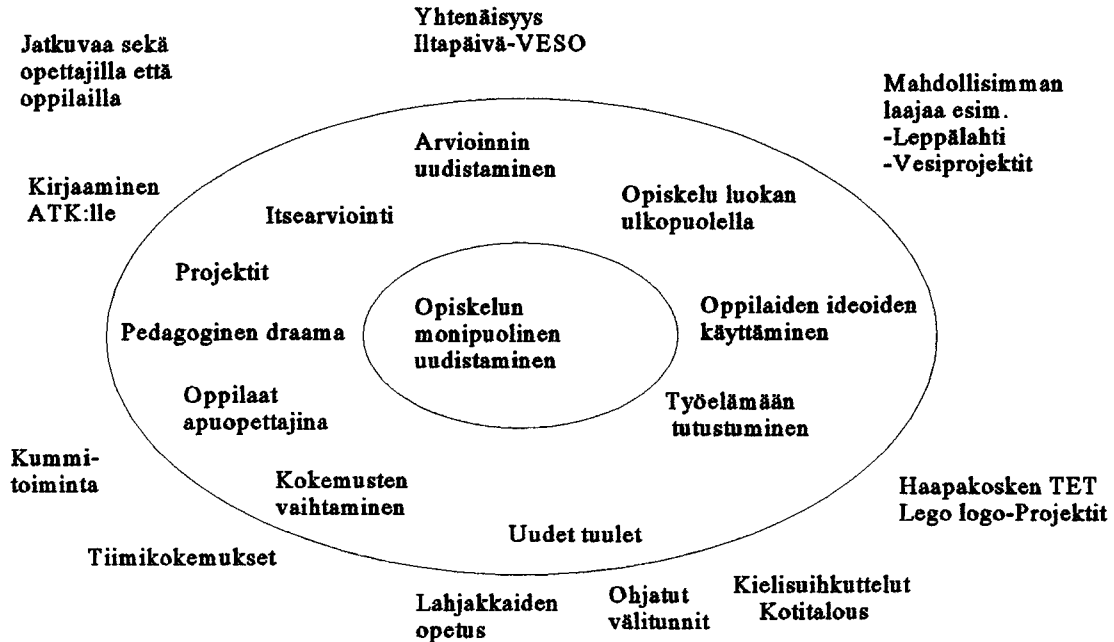 Yhtenäisyys
Iltapäivä-VESO
Jatkuvaa sekä
opettajilla että
oppilailla
Mahdollisimman
laajaa esim.
-Leppälahti
-Vesiprojektit
Arvioinnin
uudistaminen
Kirjaaminen
ATK:lle
Itsearviointi
Opiskelu luokan
ulkopuolella
Projektit
Pedagoginen draama
Opiskelun
monipuolinen
uudistaminen
Oppilaiden ideoiden
käyttäminen
Oppilaat
apuopettajina
Työelämään
tutustuminen
Kummi-
toiminta
Kokemusten
vaihtaminen
Haapakosken TET
Lego logo-Projektit
Uudet tuulet
Tiimikokemukset
Lahjakkaiden
opetus
Ohjatut
välitunnit
Kielisuihkuttelut
Kotitalous